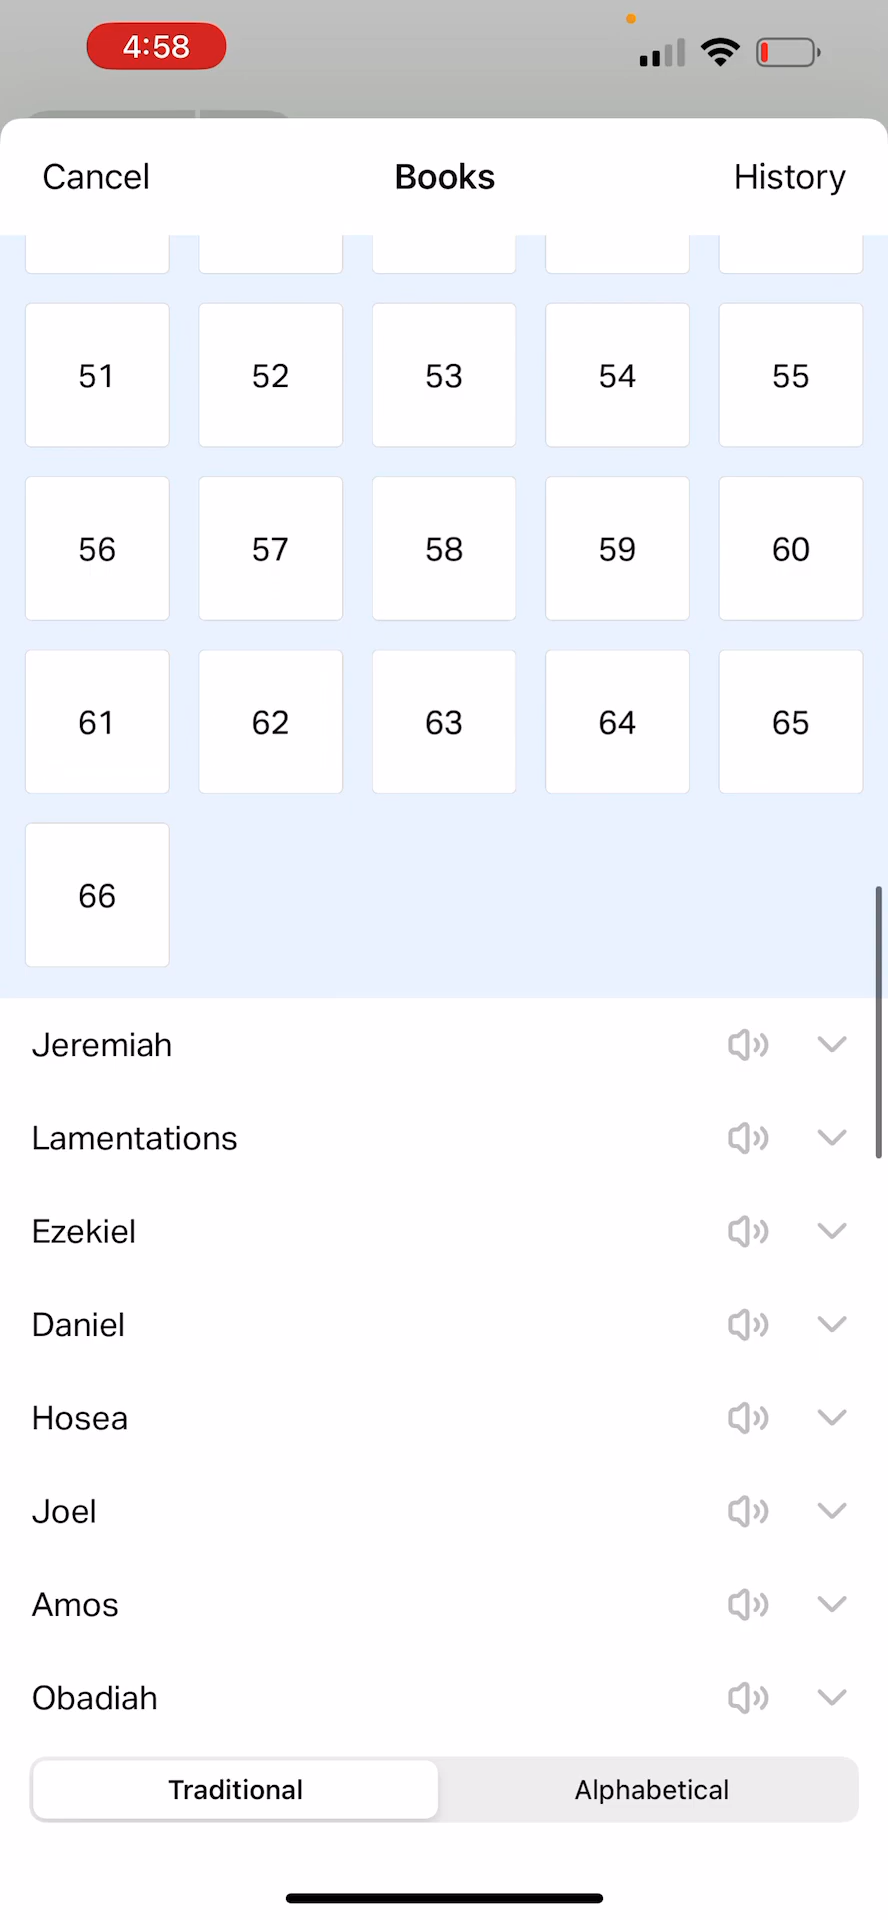 4:58
Cancel Books History
51 52 53 54 55
56 57 58 59 60
61 62 63 64 65
66
Jeremiah
Lamentations
Ezekiel
Daniel
Hosea
Joel
Amos
Obadiah
Traditional Alphabetical